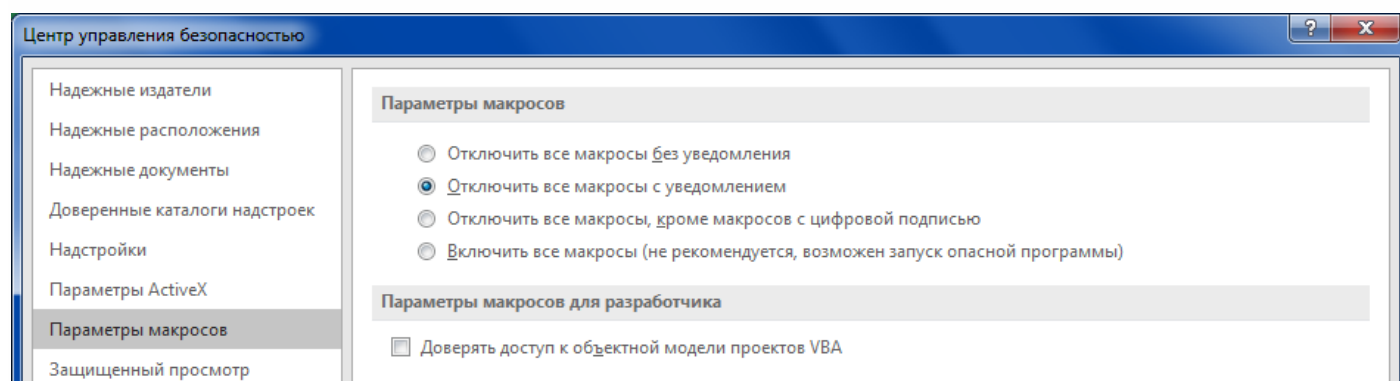 Центр управления безопасностью
Надежные издатели
Надежные расположения
Надежные документы
Доверенные каталоги надстроек
Надстройки
Параметры ActiveX
Параметры макросов
Защищенный просмотр
Параметры макросов
Отключить все макросы без уведомления
Отключить все макросы с уведомлением
Отключить все макросы, кроме макросов с цифровой подписью
Включить все макросы (не рекомендуется, возможен запуск опасной программы)
Параметры макросов для разработчика
Доверять доступ к объектной модели проектов VBA